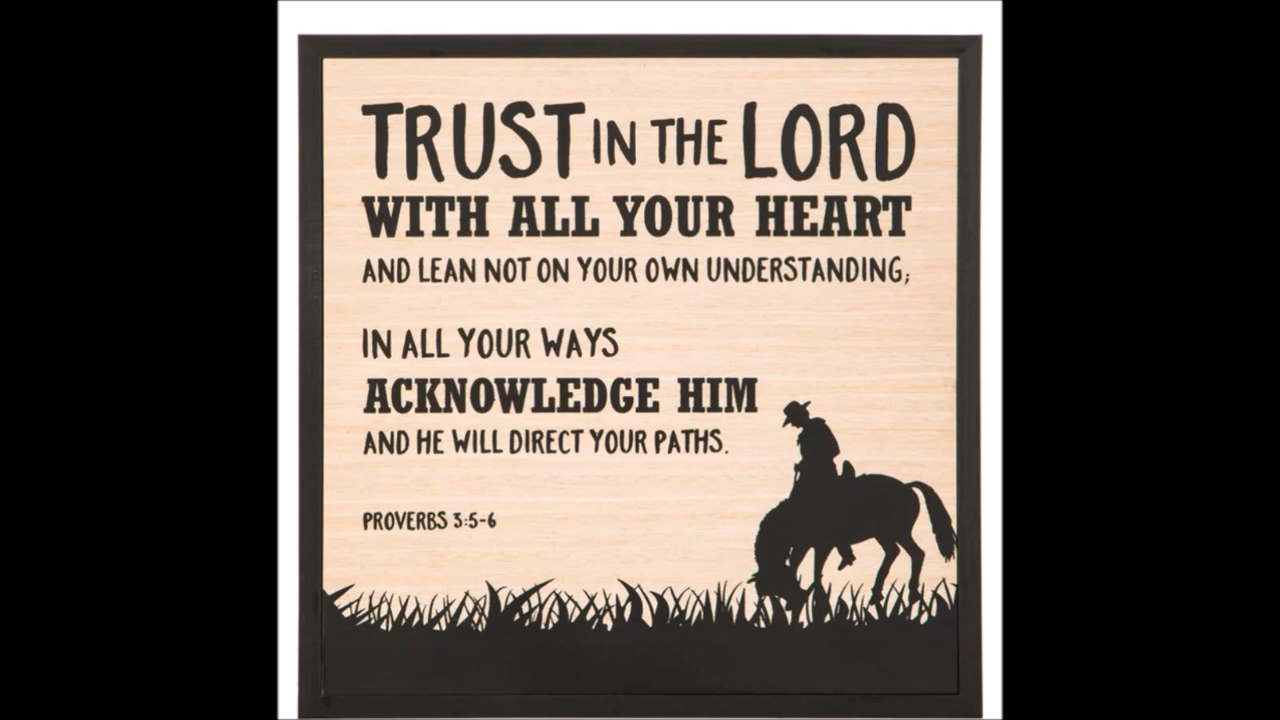 TRUST IN THE LORD
WITH ALL YOUR HEART
AND LEAN NOT ON YOUR OWN UNDERSTANDING;
IN ALL YOUR WAYS
ACKNOWLEDGE HIM
AND HE WILL DIRECT YOUR PATHS.
PROVERBS 3:5-6